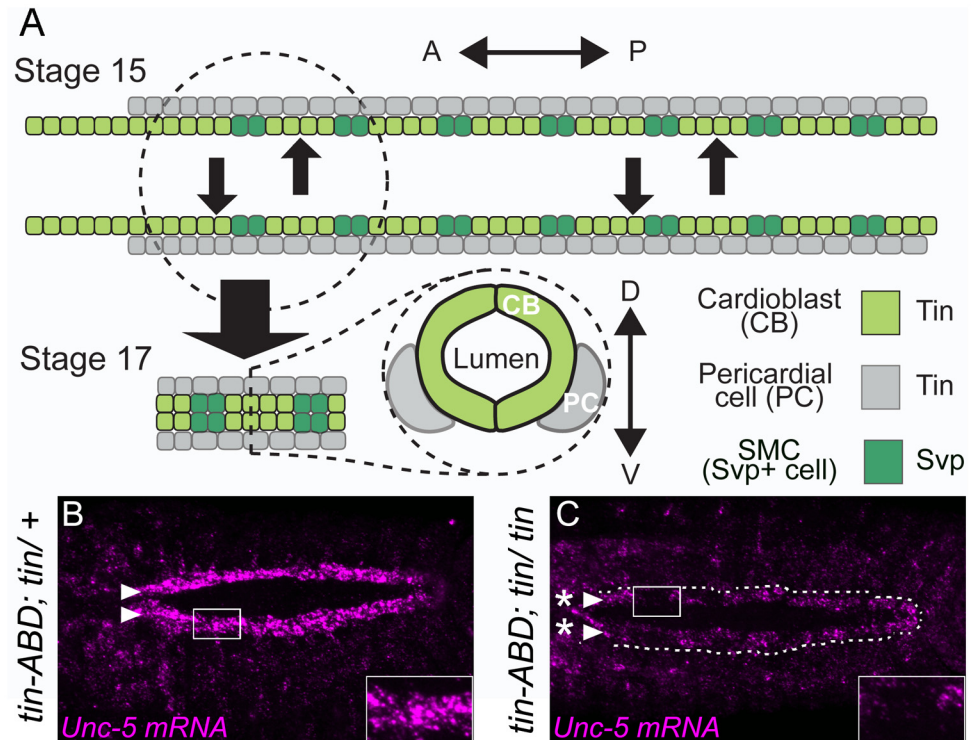 A
Stage 15
A P
Stage 17
CB
Lumen
PC
D
V
Cardioblast
(CB)
Tin
Pericardial
cell (PC)
Tin
SMC
(Svp+ cell)
Svp
tin-ABD; tin/ +
B
Unc-5 mRNA
tin-ABD; tin/ tin
C
*
*
Unc-5 mRNA